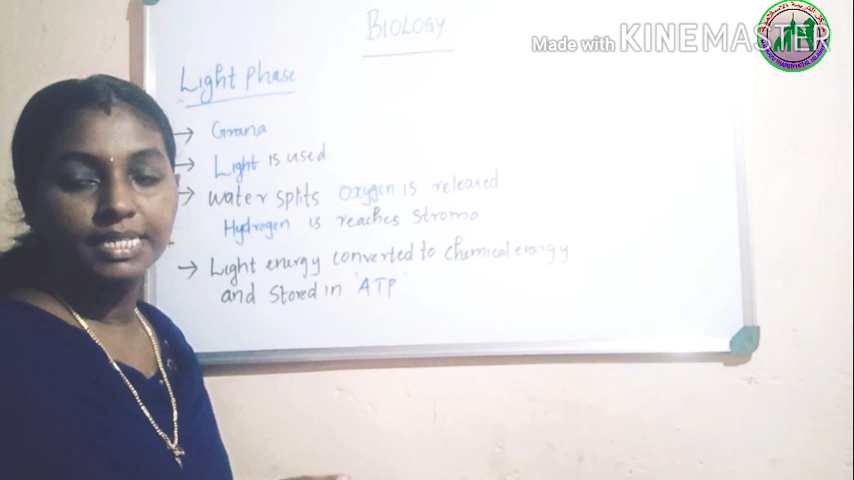 BIOLOGY
Made with KINEMASTER
Light phase
→ Grana
→ Light is used
→ water splits Oxygen is released
Hydrogen is reaches stroma
→ Light energy converted to chemical energy
and stored in 'ATP'